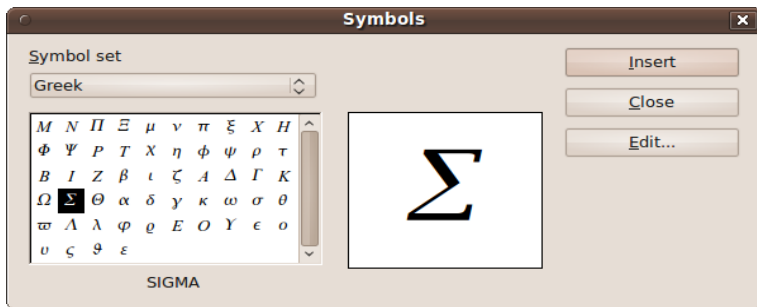 Symbols
Symbol set
Greek
Μ Ν Π Ξ μ ν π ξ Χ Η
Φ Ψ Ρ Τ χ η ϕ ψ ρ τ
Β Ι Ζ β ι ζ Α Δ Γ Κ
Ω Σ Θ α δ γ κ ω σ θ
ϖ Λ λ φ ϱ Ε Ο Υ ϵ ο
υ ς ϑ ε
SIGMA
Σ
Insert
Close
Edit...